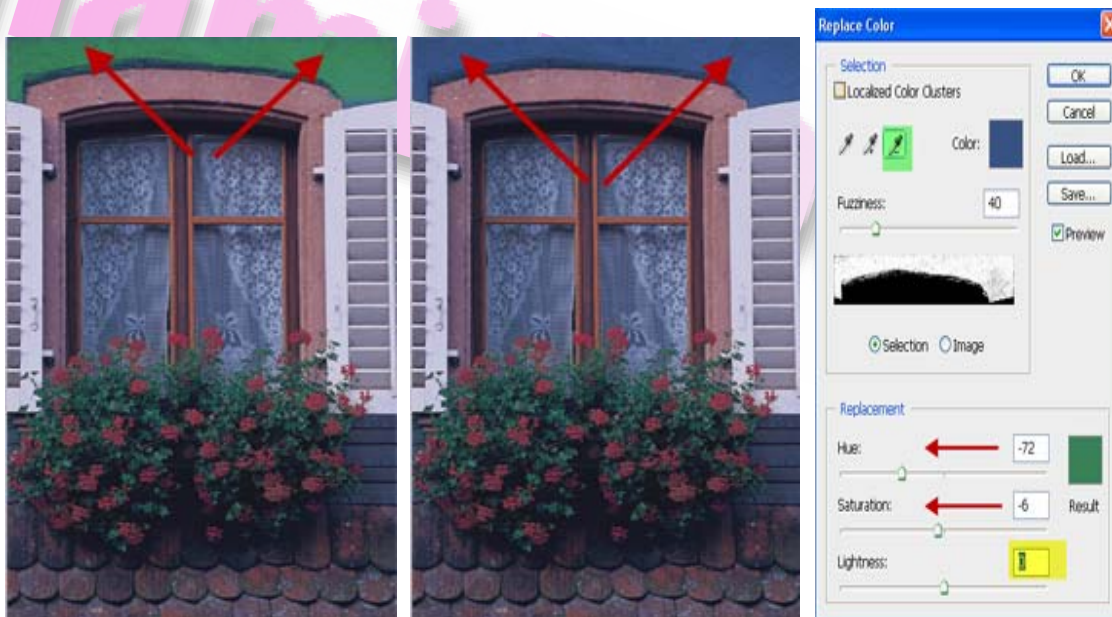 Replace Color
Selection
Localized Color Clusters
OK
Cancel
Color:
Load...
Fuzziness:
40
Save...
Preview
Selection
Image
Replacement
Hue:
-72
Saturation:
-6
Result
Lightness: